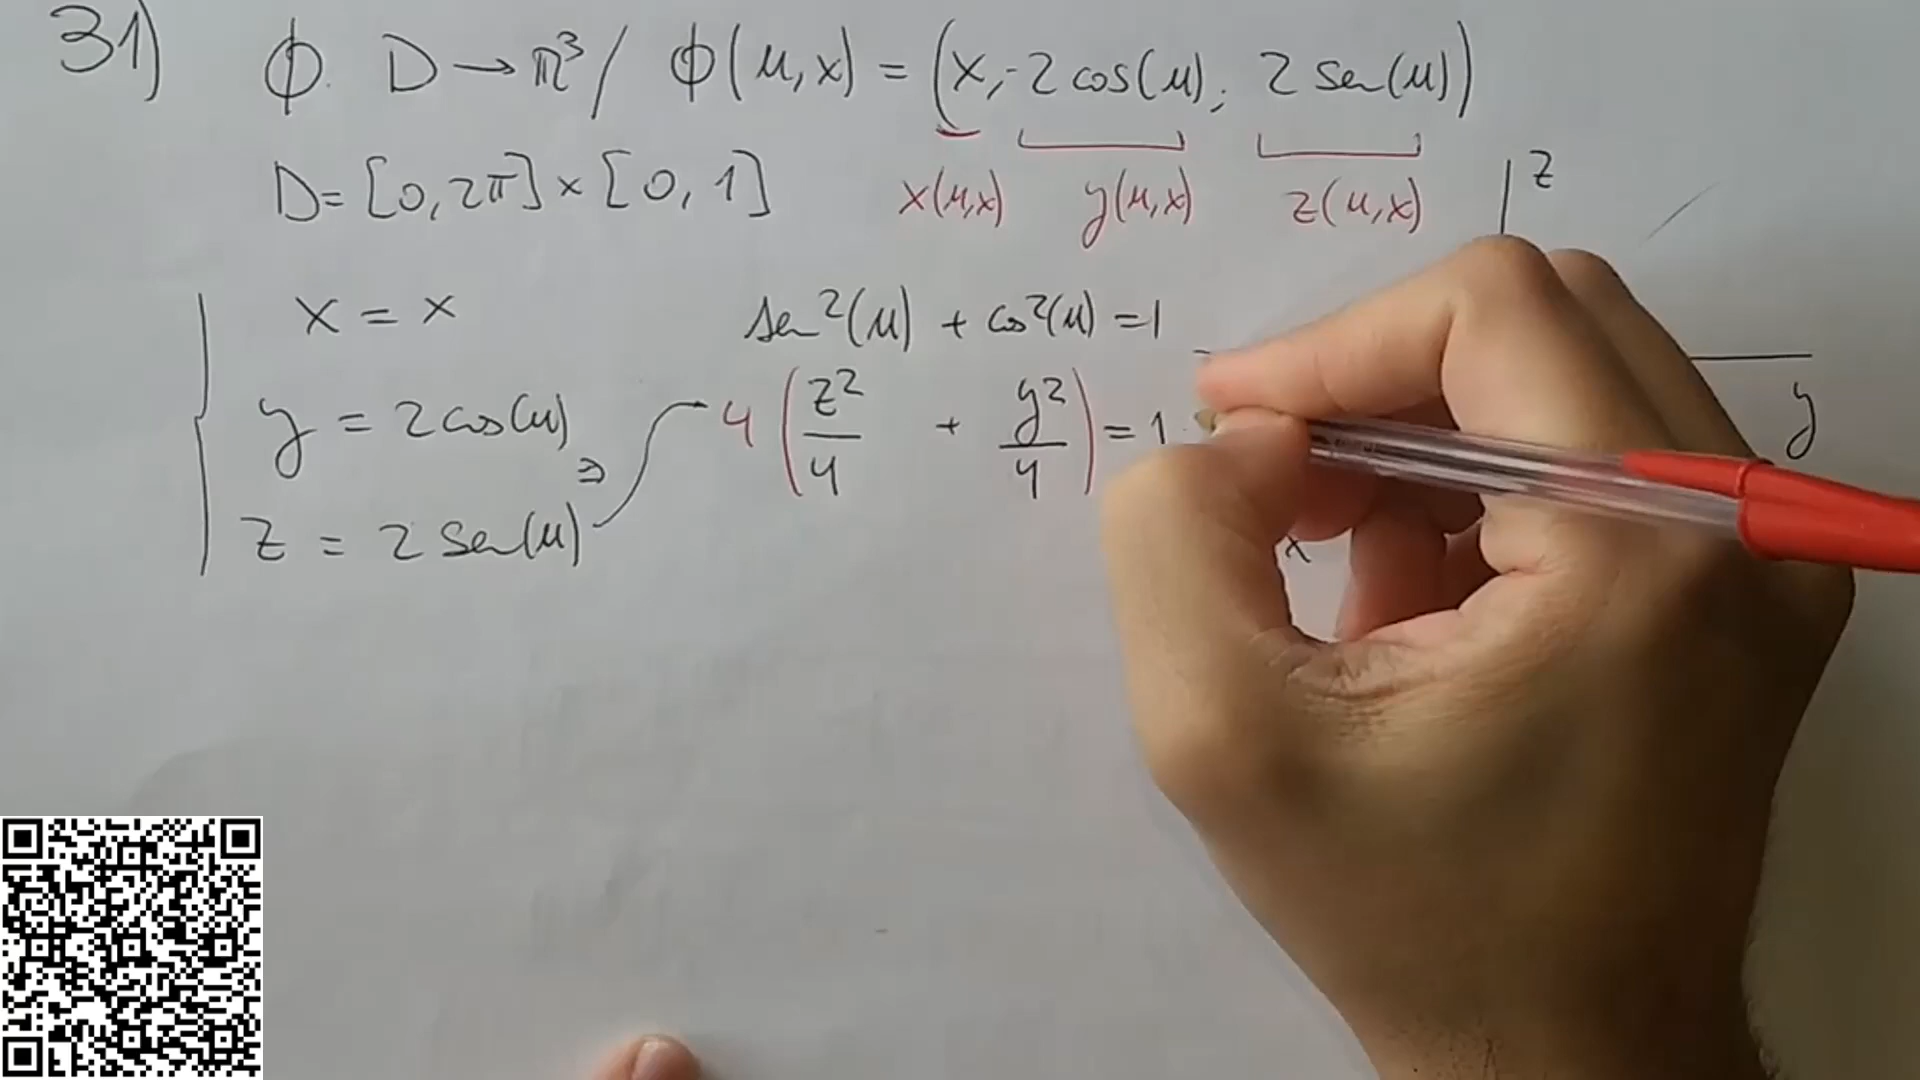 31) ϕ. D → ℝ³ / ϕ(μ,x) = (x, -2 cos(μ), 2 sen(μ))
D = [0, 2π] × [0, 1]
x(μ,x) y(μ,x) z(μ,x)
z
x = x
sen²(μ) + cos²(μ) = 1
y = 2 cos(μ)
⇒
4 (z²/4 + y²/4) = 1
y
z = 2 sen(μ)
x